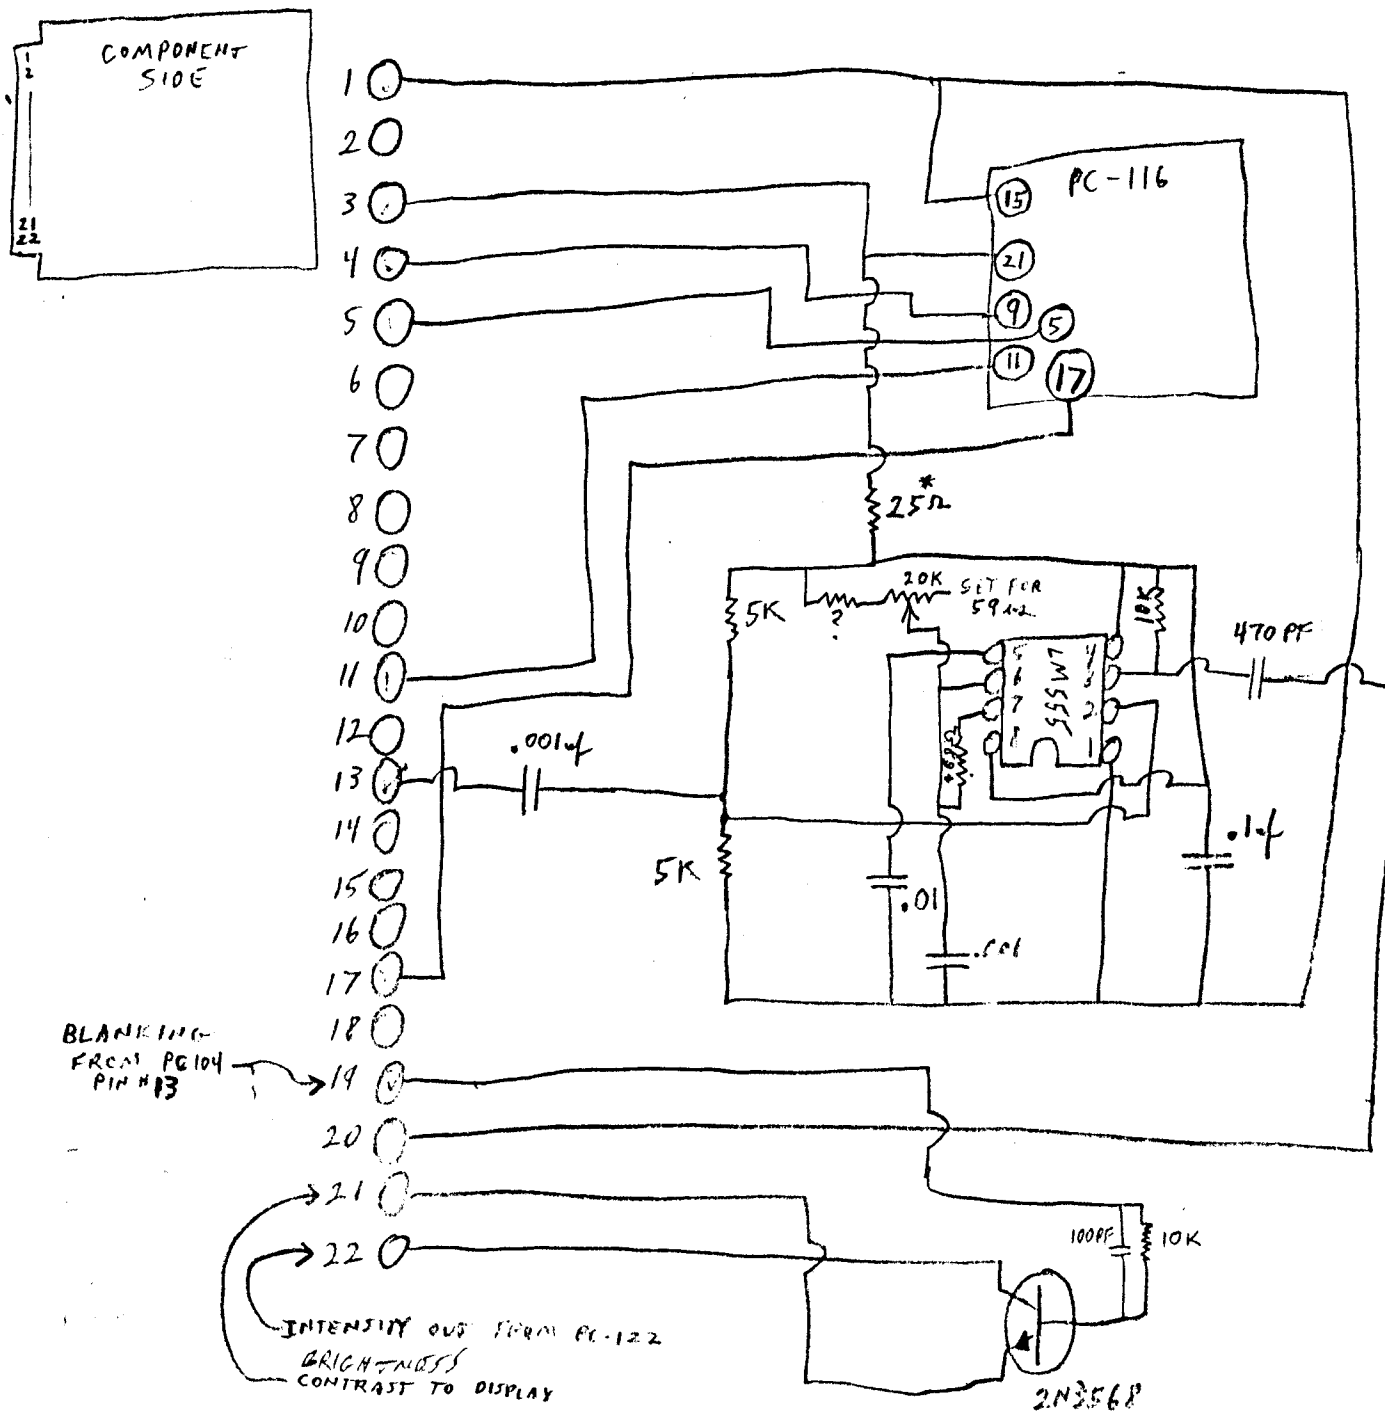 COMPONENT
SIDE
1
2
21
22
1
2
3
4
5
6
7
8
9
10
11
12
13
14
15
16
17
18
19
20
21
22
PC-116
15
21
9
5
11
17
*
25Ω
5K
?
20K
SET FOR
10K
470 PF
LM555
5
6
7
8
4
3
2
1
.001uf
5K
.01
.001
.1uf
BLANKING
FROM PC104
PIN #13
100PF
10K
INTENSITY OUT FROM PC-122
BRIGHTNESS
CONTRAST TO DISPLAY
2N3568